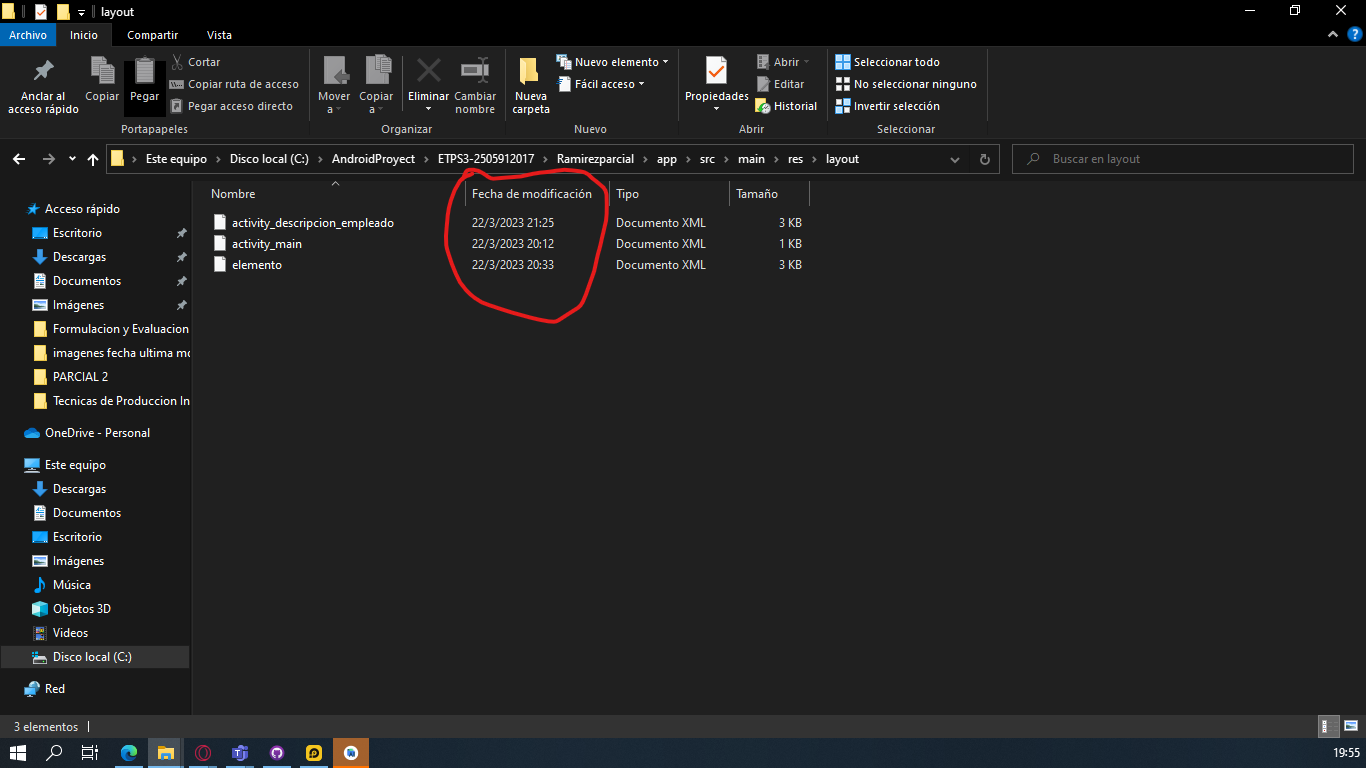 layout
Archivo Inicio Compartir Vista
Anclar al acceso rápido
Copiar
Pegar
Cortar
Copiar ruta de acceso
Pegar acceso directo
Portapapeles
Mover a
Copiar a
Eliminar
Cambiar nombre
Organizar
Nueva carpeta
Nuevo elemento
Fácil acceso
Nuevo
Propiedades
Abrir
Editar
Historial
Abrir
Seleccionar todo
No seleccionar ninguno
Invertir selección
Seleccionar
Este equipo > Disco local (C:) > AndroidProyect > ETPS3-2505912017 > Ramirezparcial > app > src > main > res > layout
Buscar en layout
Acceso rápido
Escritorio
Descargas
Documentos
Imágenes
Formulacion y Evaluacion
imagenes fecha ultima mo
PARCIAL 2
Tecnicas de Produccion In
OneDrive - Personal
Este equipo
Descargas
Documentos
Escritorio
Imágenes
Música
Objetos 3D
Videos
Disco local (C:)
Red
Nombre Fecha de modificación Tipo Tamaño
activity_descripcion_empleado 22/3/2023 21:25 Documento XML 3 KB
activity_main 22/3/2023 20:12 Documento XML 1 KB
elemento 22/3/2023 20:33 Documento XML 3 KB
3 elementos
19:55